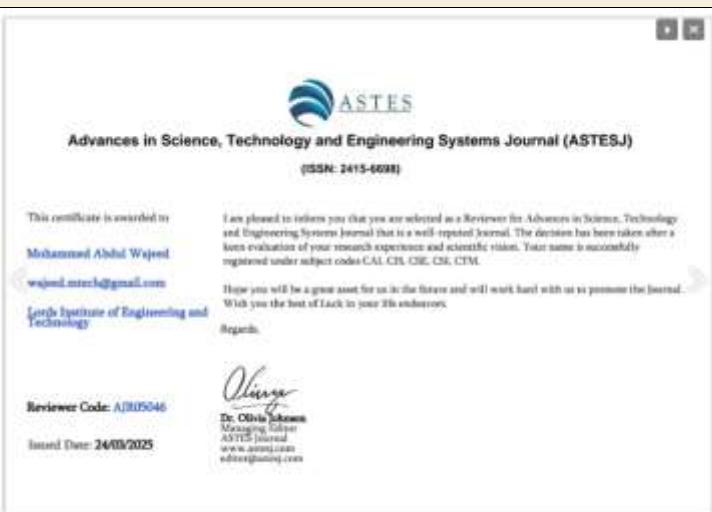 ASTES
Advances in Science, Technology and Engineering Systems Journal (ASTESJ)
(ISSN: 2415-6698)
This certificate is awarded to
Mohammed Abdul Wajeed
wajeed.mtech@gmail.com
Lords Institute of Engineering and
Technology
Reviewer Code: AJR05046
Issued Date: 24/03/2025
I am pleased to inform you that you are selected as a Reviewer for Advances in Science, Technology
and Engineering Systems Journal that is a well-reputed Journal. The decision has been taken after a
keen evaluation of your research experience and scientific vision. Your name is successfully
registered under subject codes CAI, CIS, CSE, CSI, CTM.
Hope you will be a great asset for us in the future and will work hard with us to promote the Journal.
Wish you the best of Luck in your life endeavors.
Regards,
Dr. Olivia Johnson
Managing Editor
ASTES Journal
www.astesj.com
editor@astesj.com